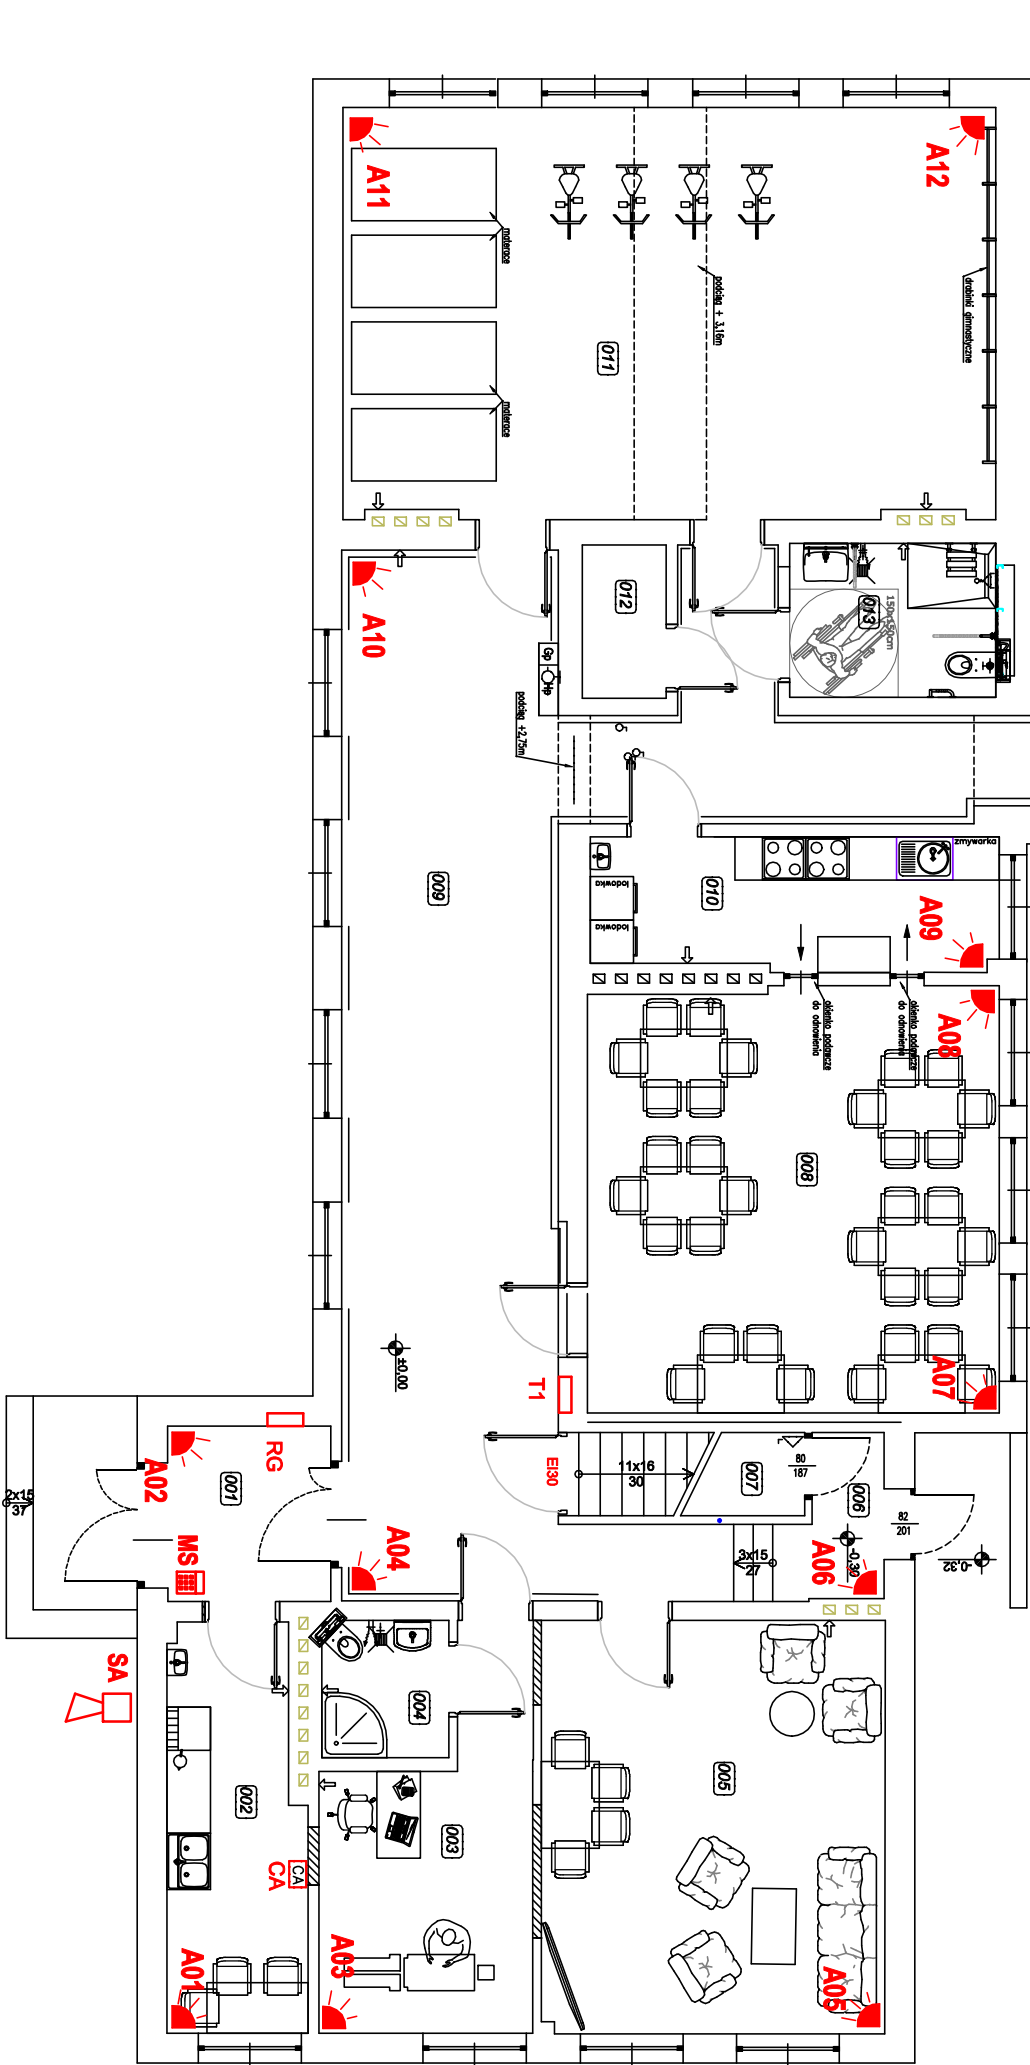 A11
A12
materace
materace
podciąg + 3,16m
drabinki gimnastyczne
011
012
013
150x150cm
A10
Gp
Hp
podciąg +2,75m
009
010
lodówka
lodówka
zmywarka
A09
A08
okienko podawcze
do odnowienia
okienko podawcze
do odnowienia
008
A07
±0,00
T1
EI30
11x16
30
007
80
187
006
82
201
-0,30
-0,32
3x15
27
A06
RG
A02
001
2x15
37
MS
A04
SA
004
005
002
003
CA
CA
A01
A03
A05